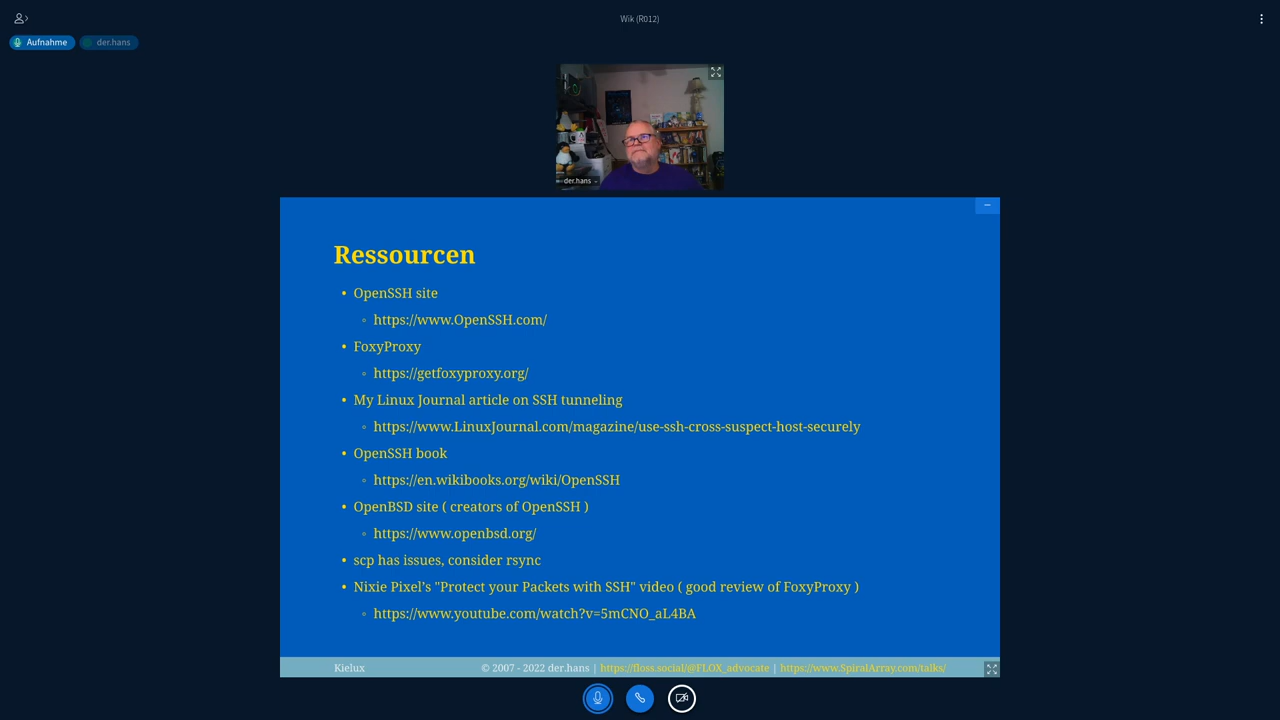 Wik (R012)
Aufnahme
der.hans
der.hans
Ressourcen
• OpenSSH site
◦ https://www.OpenSSH.com/
• FoxyProxy
◦ https://getfoxyproxy.org/
• My Linux Journal article on SSH tunneling
◦ https://www.LinuxJournal.com/magazine/use-ssh-cross-suspect-host-securely
• OpenSSH book
◦ https://en.wikibooks.org/wiki/OpenSSH
• OpenBSD site ( creators of OpenSSH )
◦ https://www.openbsd.org/
• scp has issues, consider rsync
• Nixie Pixel’s "Protect your Packets with SSH" video ( good review of FoxyProxy )
◦ https://www.youtube.com/watch?v=5mCNO_aL4BA
Kielux © 2007 - 2022 der.hans | https://floss.social/@FLOX_advocate | https://www.SpiralArray.com/talks/